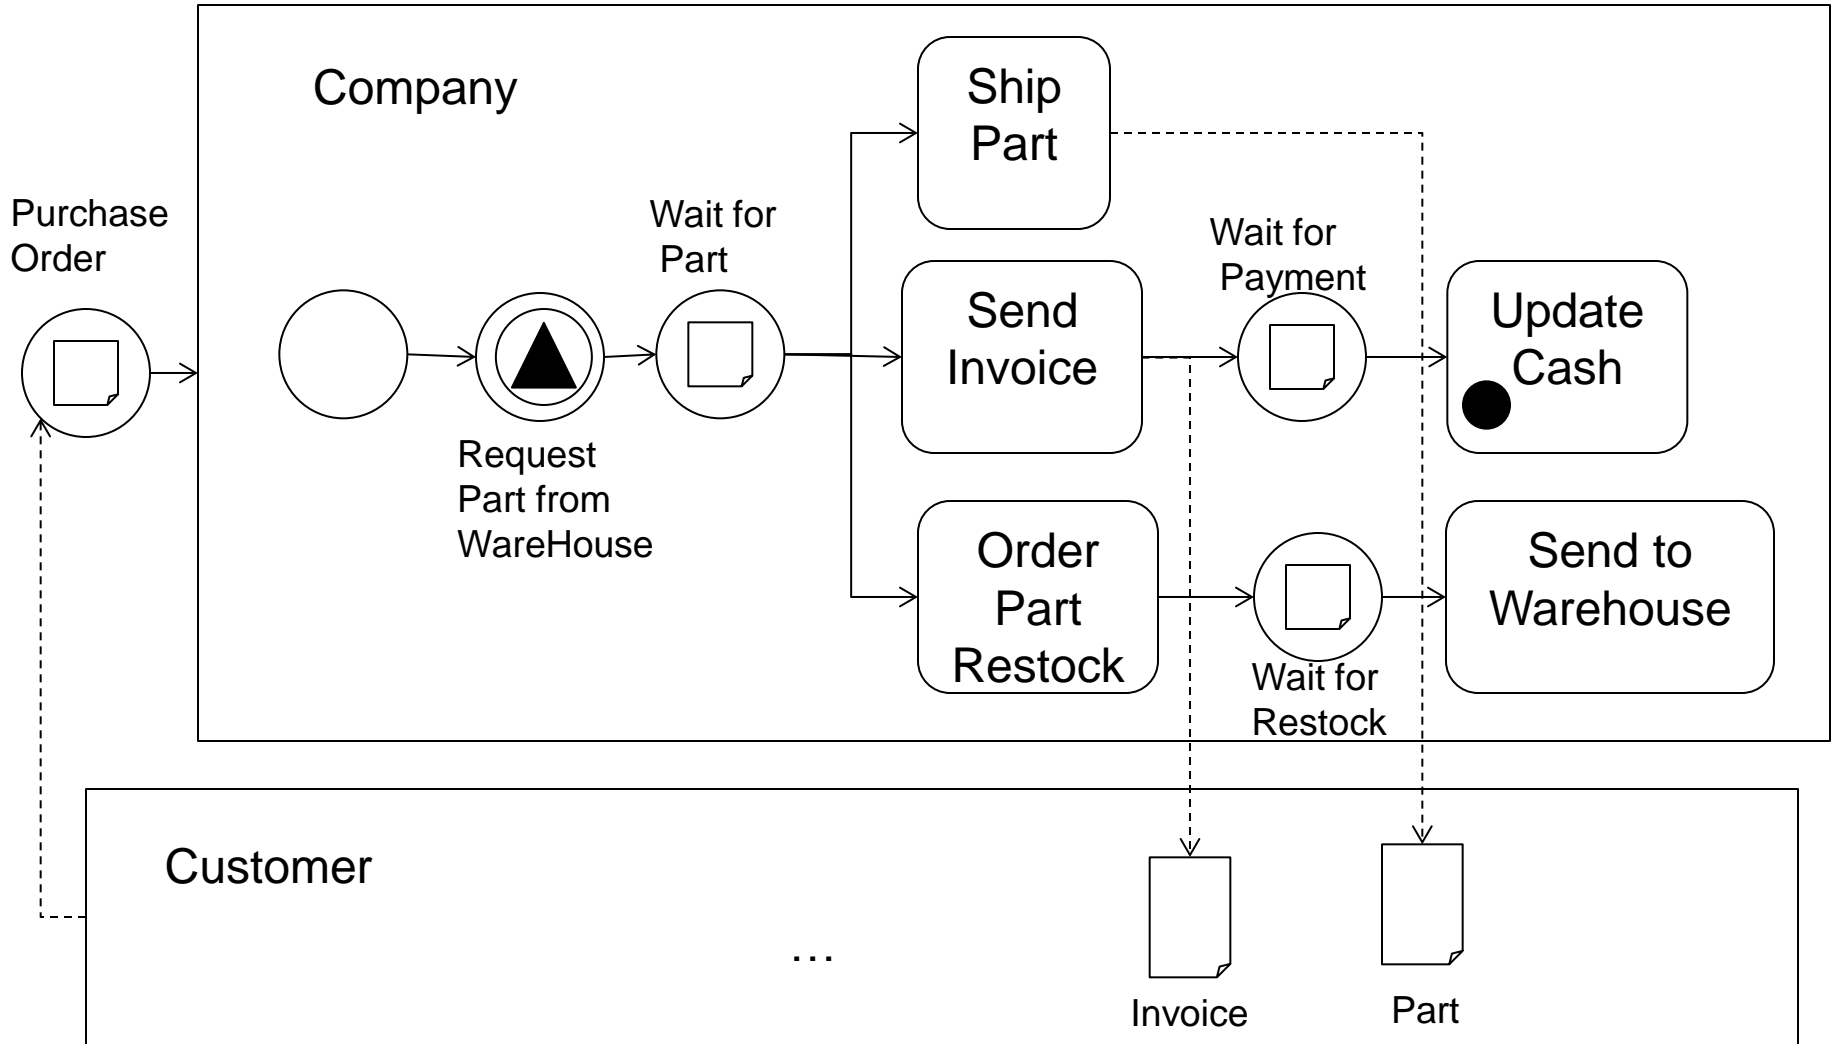 Company
Ship
Part
Purchase
Order
Wait for
Part
Wait for
Payment
Send
Invoice
Update
Cash
Request
Part from
WareHouse
Order
Part
Restock
Send to
Warehouse
Wait for
Restock
Customer
...
Invoice
Part